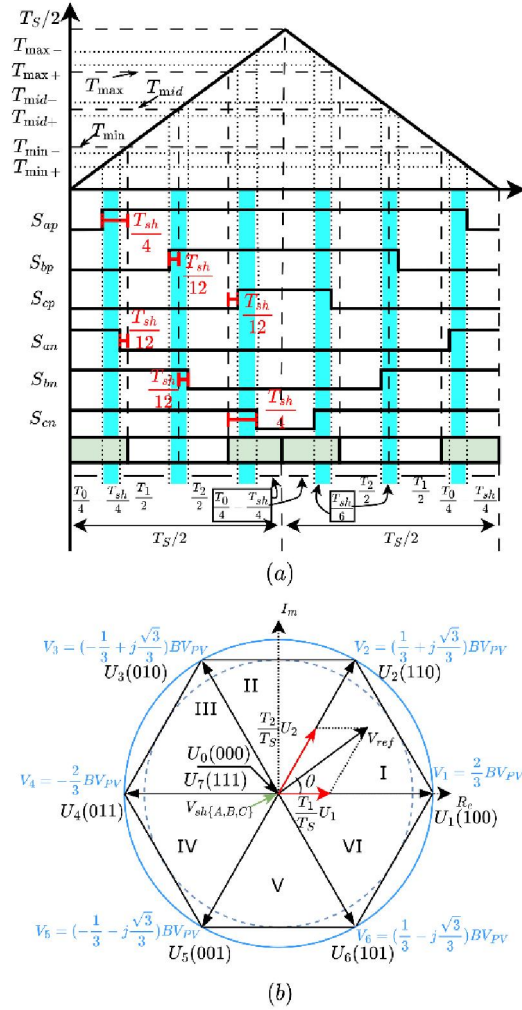 T_S/2
T_max−
T_max+
T_max
T_mid−
T_mid
T_mid+
T_min
T_min−
T_min+
S_ap
T_sh/4
S_bp
T_sh/12
S_cp
T_sh/12
S_an
T_sh/12
S_bn
T_sh/12
T_sh/4
S_cn
T_0/4 T_sh/4 T_1/2 T_2/2 T_0/4 − T_sh/4 T_sh/6 T_2/2 T_1/2 T_0/4 T_sh/4
T_S/2 T_S/2
(a)
I_m
V_3 = (−1/3 + j√3/3)BV_PV V_2 = (1/3 + j√3/3)BV_PV
U_3(010) U_2(110)
II
III
T_2/T_S U_2
V_ref
U_0(000)
U_7(111)
θ
I
V_4 = −2/3 BV_PV V_1 = 2/3 BV_PV
U_4(011) V_sh{A,B,C} T_1/T_S U_1 R_e
U_1(100)
IV VI
V
V_5 = (−1/3 − j√3/3)BV_PV V_6 = (1/3 − j√3/3)BV_PV
U_5(001) U_6(101)
(b)